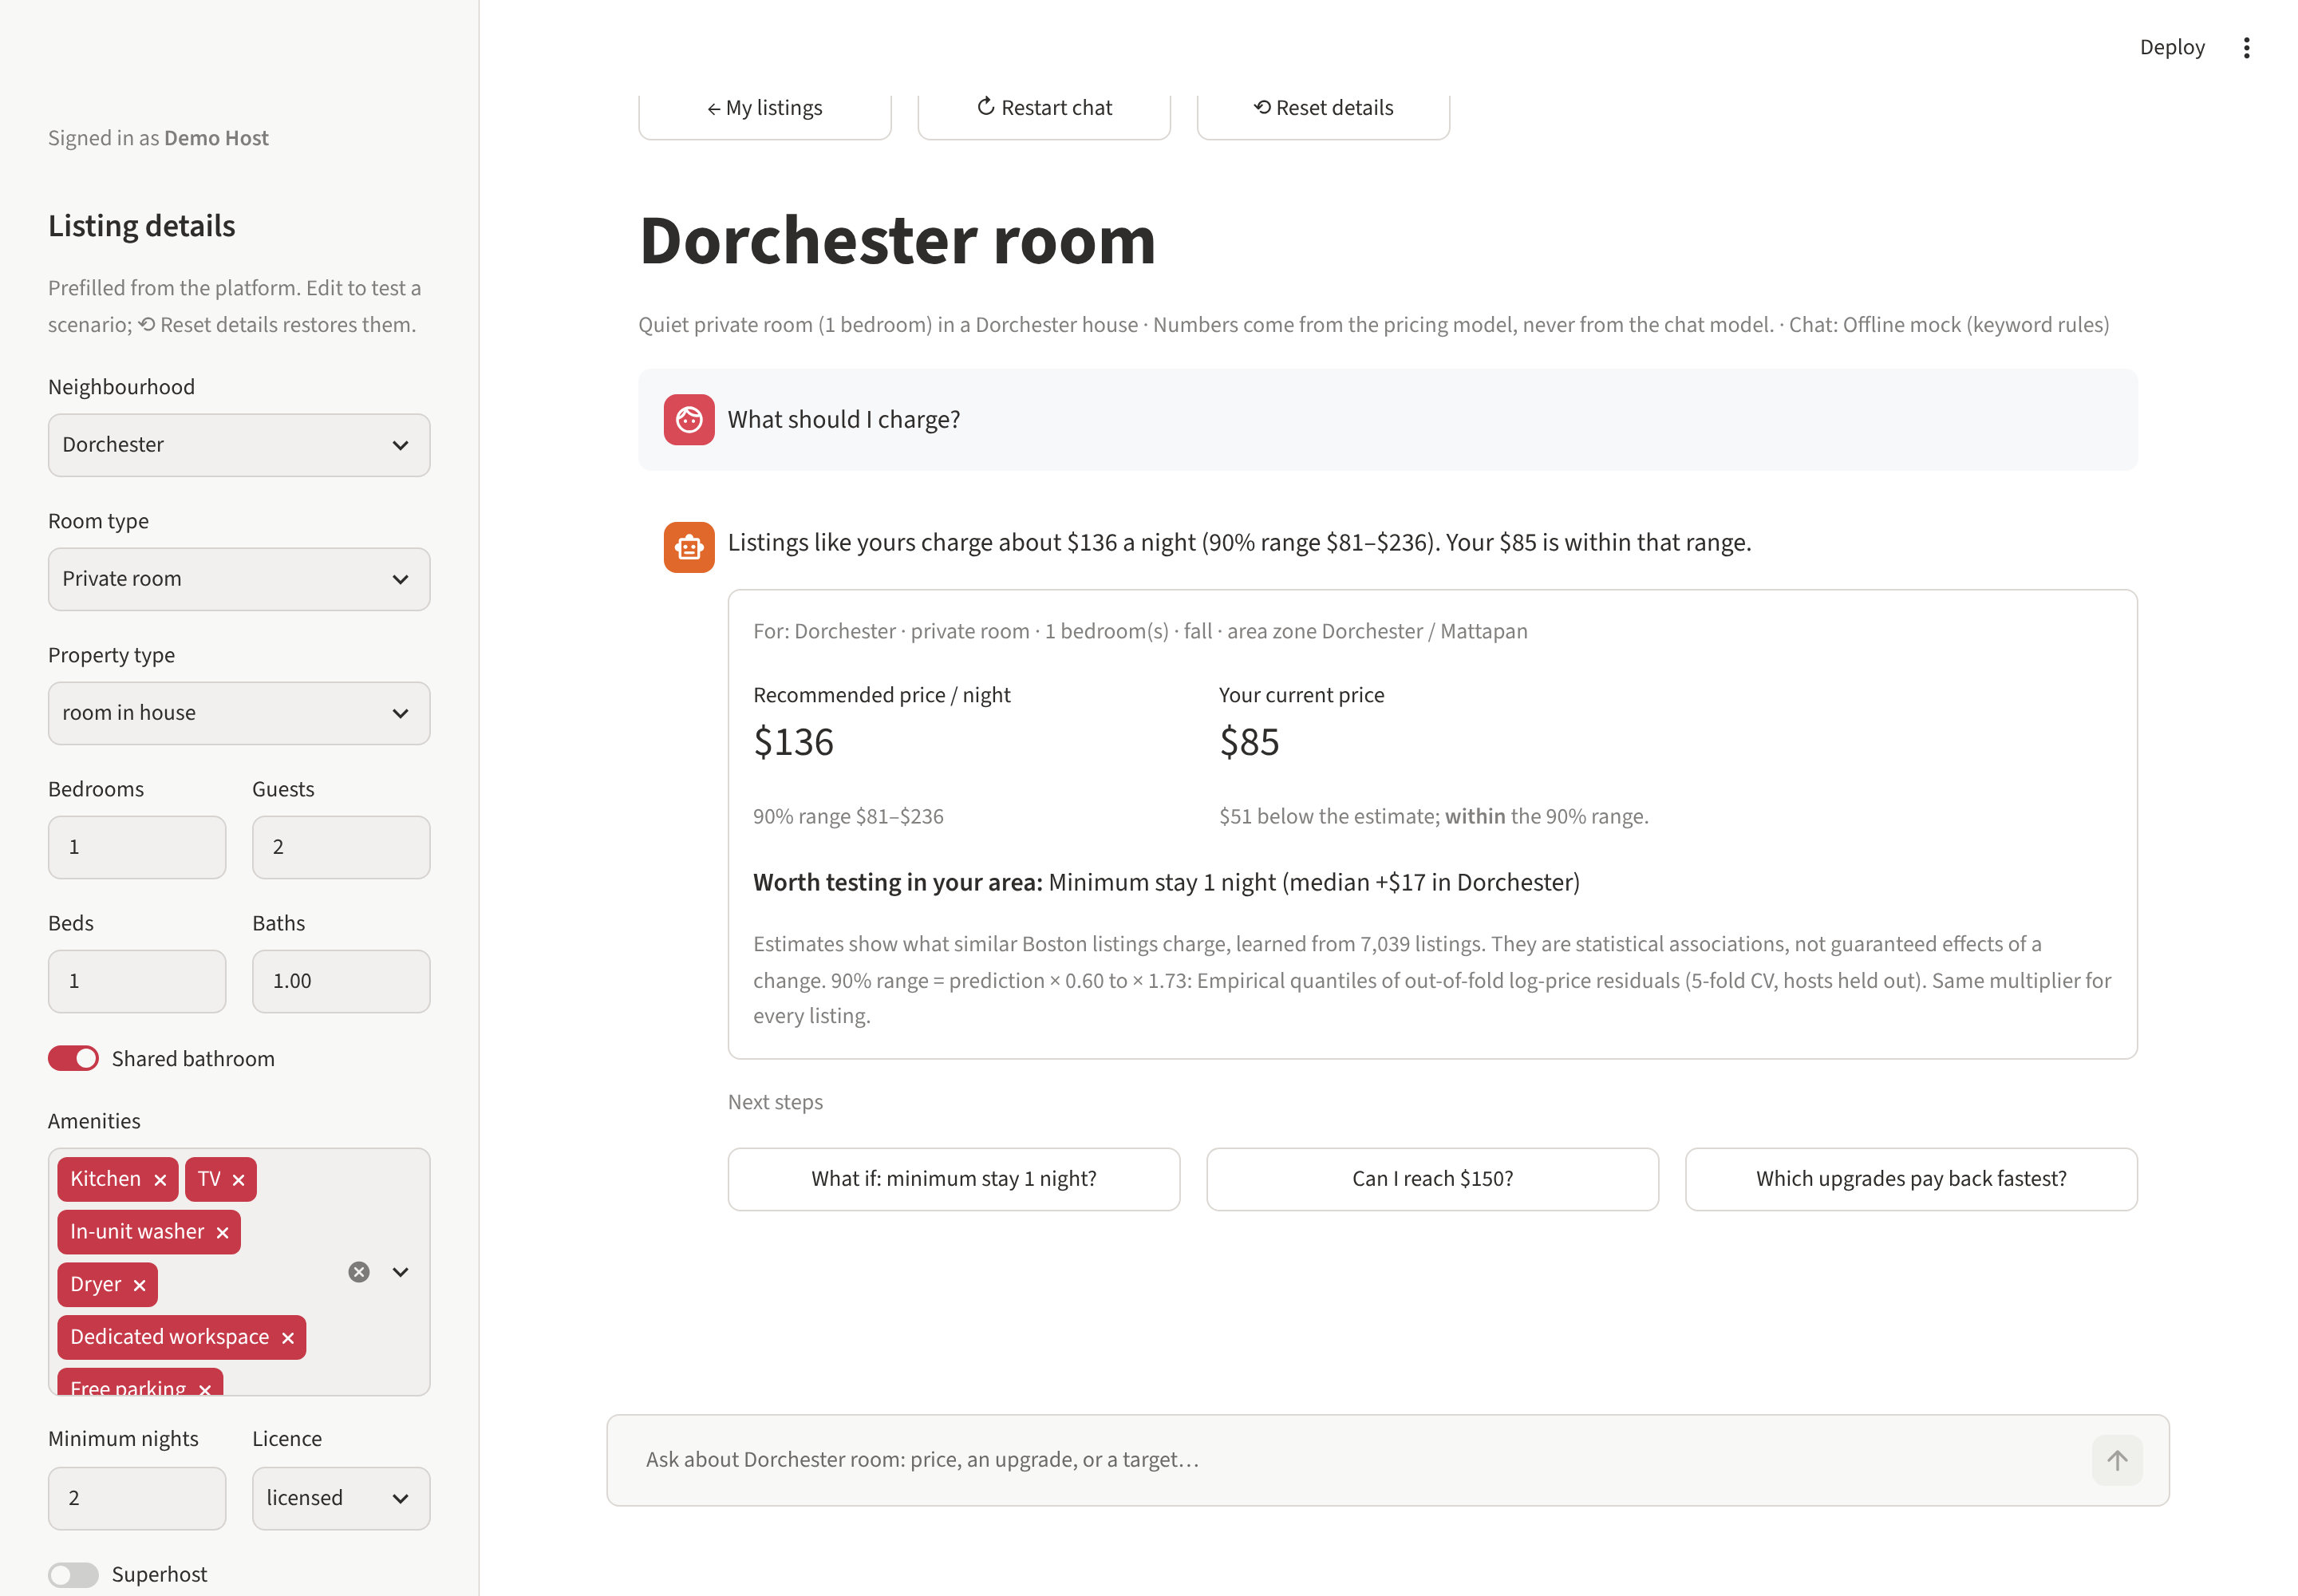 Deploy
← My listings
↻ Restart chat
⟲ Reset details
Signed in as Demo Host
Listing details
Prefilled from the platform. Edit to test a
scenario; ⟲ Reset details restores them.
Neighbourhood
Dorchester
Room type
Private room
Property type
room in house
Bedrooms
Guests
1
2
Beds
Baths
1
1.00
Shared bathroom
Amenities
Kitchen
TV
In-unit washer
Dryer
Dedicated workspace
Free parking
Minimum nights
Licence
2
licensed
Superhost
Dorchester room
Quiet private room (1 bedroom) in a Dorchester house · Numbers come from the pricing model, never from the chat model. · Chat: Offline mock (keyword rules)
What should I charge?
Listings like yours charge about $136 a night (90% range $81–$236). Your $85 is within that range.
For: Dorchester · private room · 1 bedroom(s) · fall · area zone Dorchester / Mattapan
Recommended price / night
Your current price
$136
$85
90% range $81–$236
$51 below the estimate; within the 90% range.
Worth testing in your area: Minimum stay 1 night (median +$17 in Dorchester)
Estimates show what similar Boston listings charge, learned from 7,039 listings. They are statistical associations, not guaranteed effects of a
change. 90% range = prediction × 0.60 to × 1.73: Empirical quantiles of out-of-fold log-price residuals (5-fold CV, hosts held out). Same multiplier for
every listing.
Next steps
What if: minimum stay 1 night?
Can I reach $150?
Which upgrades pay back fastest?
Ask about Dorchester room: price, an upgrade, or a target…